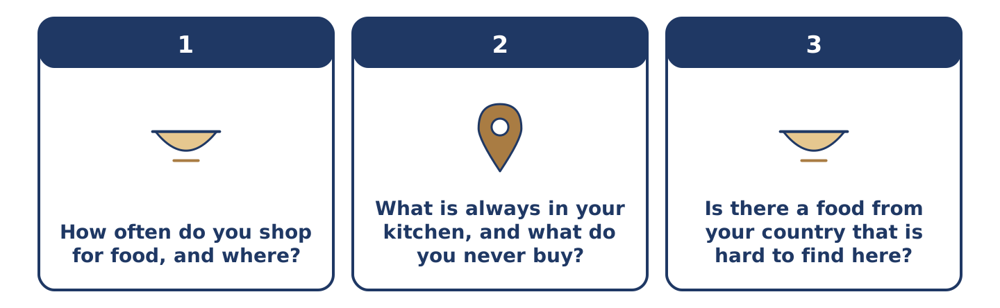 1
How often do you shop
for food, and where?
2
What is always in your
kitchen, and what do
you never buy?
3
Is there a food from
your country that is
hard to find here?